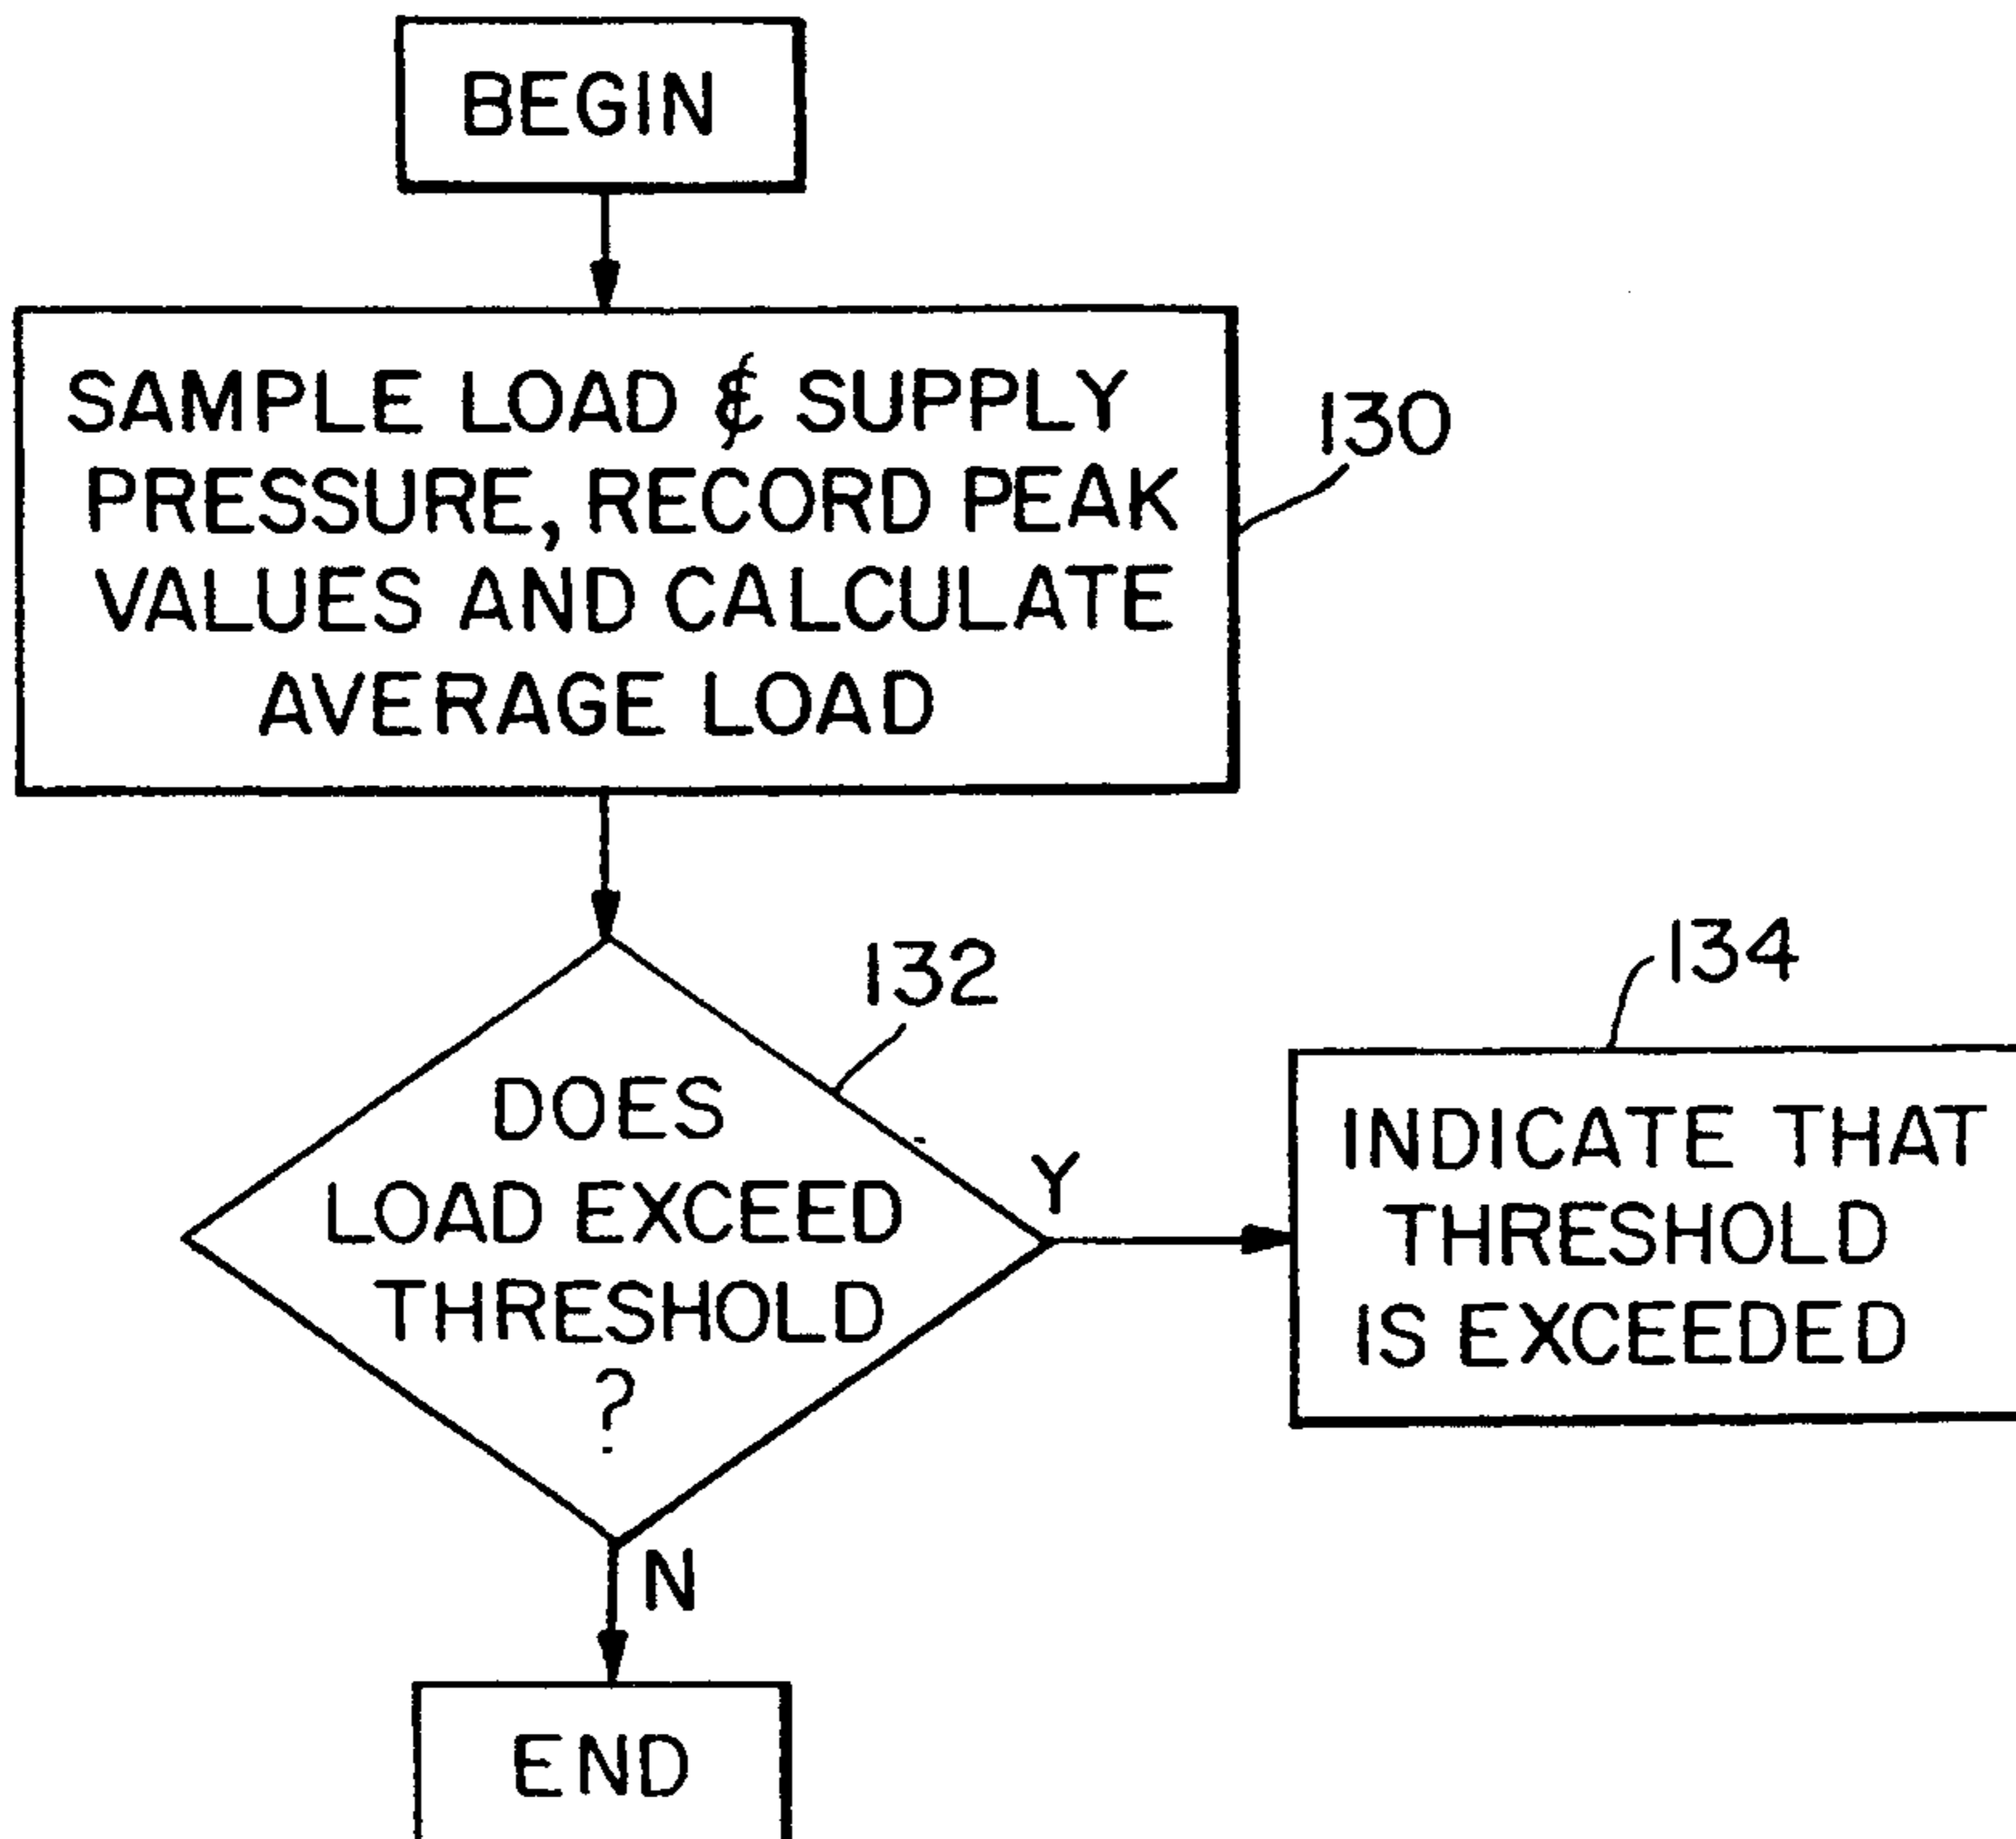 BEGIN
SAMPLE LOAD & SUPPLY
PRESSURE, RECORD PEAK
VALUES AND CALCULATE
AVERAGE LOAD
130
132
134
DOES
LOAD EXCEED
THRESHOLD
?
Y
INDICATE THAT
THRESHOLD
IS EXCEEDED
N
END